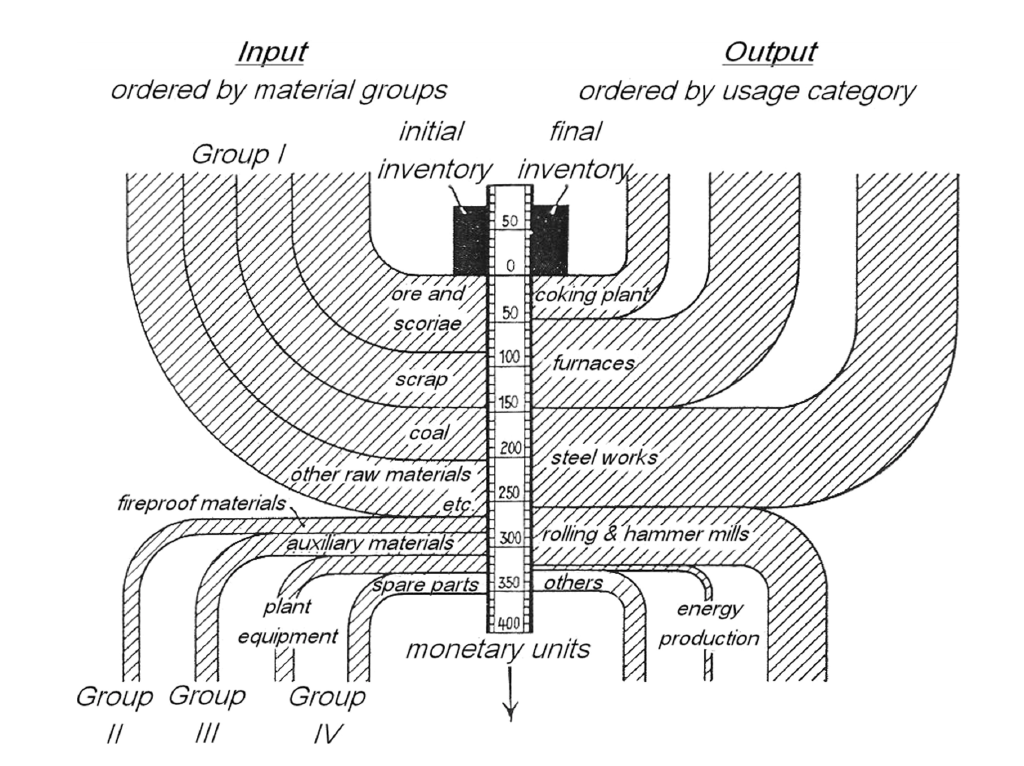 Input
Output
ordered by material groups
ordered by usage category
initial
inventory
final
inventory
Group I
50
0
50
100
150
200
250
300
350
400
ore and
scoriae
scrap
coal
other raw materials
etc.
fireproof materials
auxiliary materials
plant
equipment
spare parts
coking plant
furnaces
steel works
rolling & hammer mills
others
energy
production
monetary units
Group
II
Group
III
Group
IV